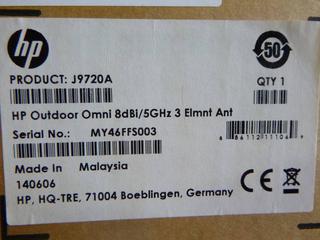 hp
50
PRODUCT: J9720A
QTY 1
HP Outdoor Omni 8dBi/5GHz 3 Elmnt Ant
Serial No.: MY46FFS003
Made In Malaysia
140606
CE
HP, HQ-TRE, 71004 Boeblingen, Germany